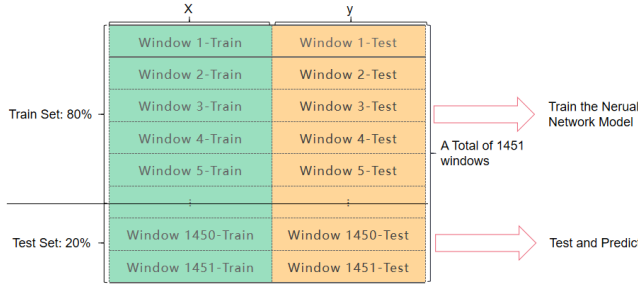 X y
Window 1-Train Window 1-Test
Window 2-Train Window 2-Test
Window 3-Train Window 3-Test
Window 4-Train Window 4-Test
Window 5-Train Window 5-Test
⋮ ⋮
Window 1450-Train Window 1450-Test
Window 1451-Train Window 1451-Test
Train Set: 80%
Test Set: 20%
A Total of 1451
windows
Train the Nerual
Network Model
Test and Predict